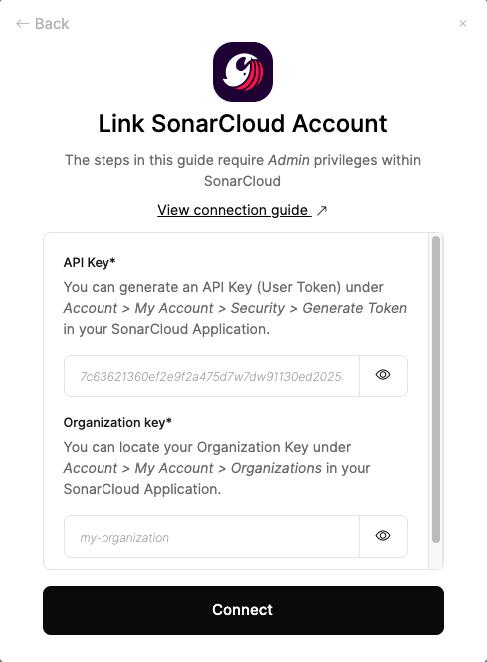 ← Back
×
Link SonarCloud Account
The steps in this guide require Admin privileges within
SonarCloud
View connection guide ↗
API Key*
You can generate an API Key (User Token) under
Account > My Account > Security > Generate Token
in your SonarCloud Application.
7c63621360ef2e9f2a475d7w7dw91130ed2025
Organization key*
You can locate your Organization Key under
Account > My Account > Organizations in your
SonarCloud Application.
my-organization
Connect